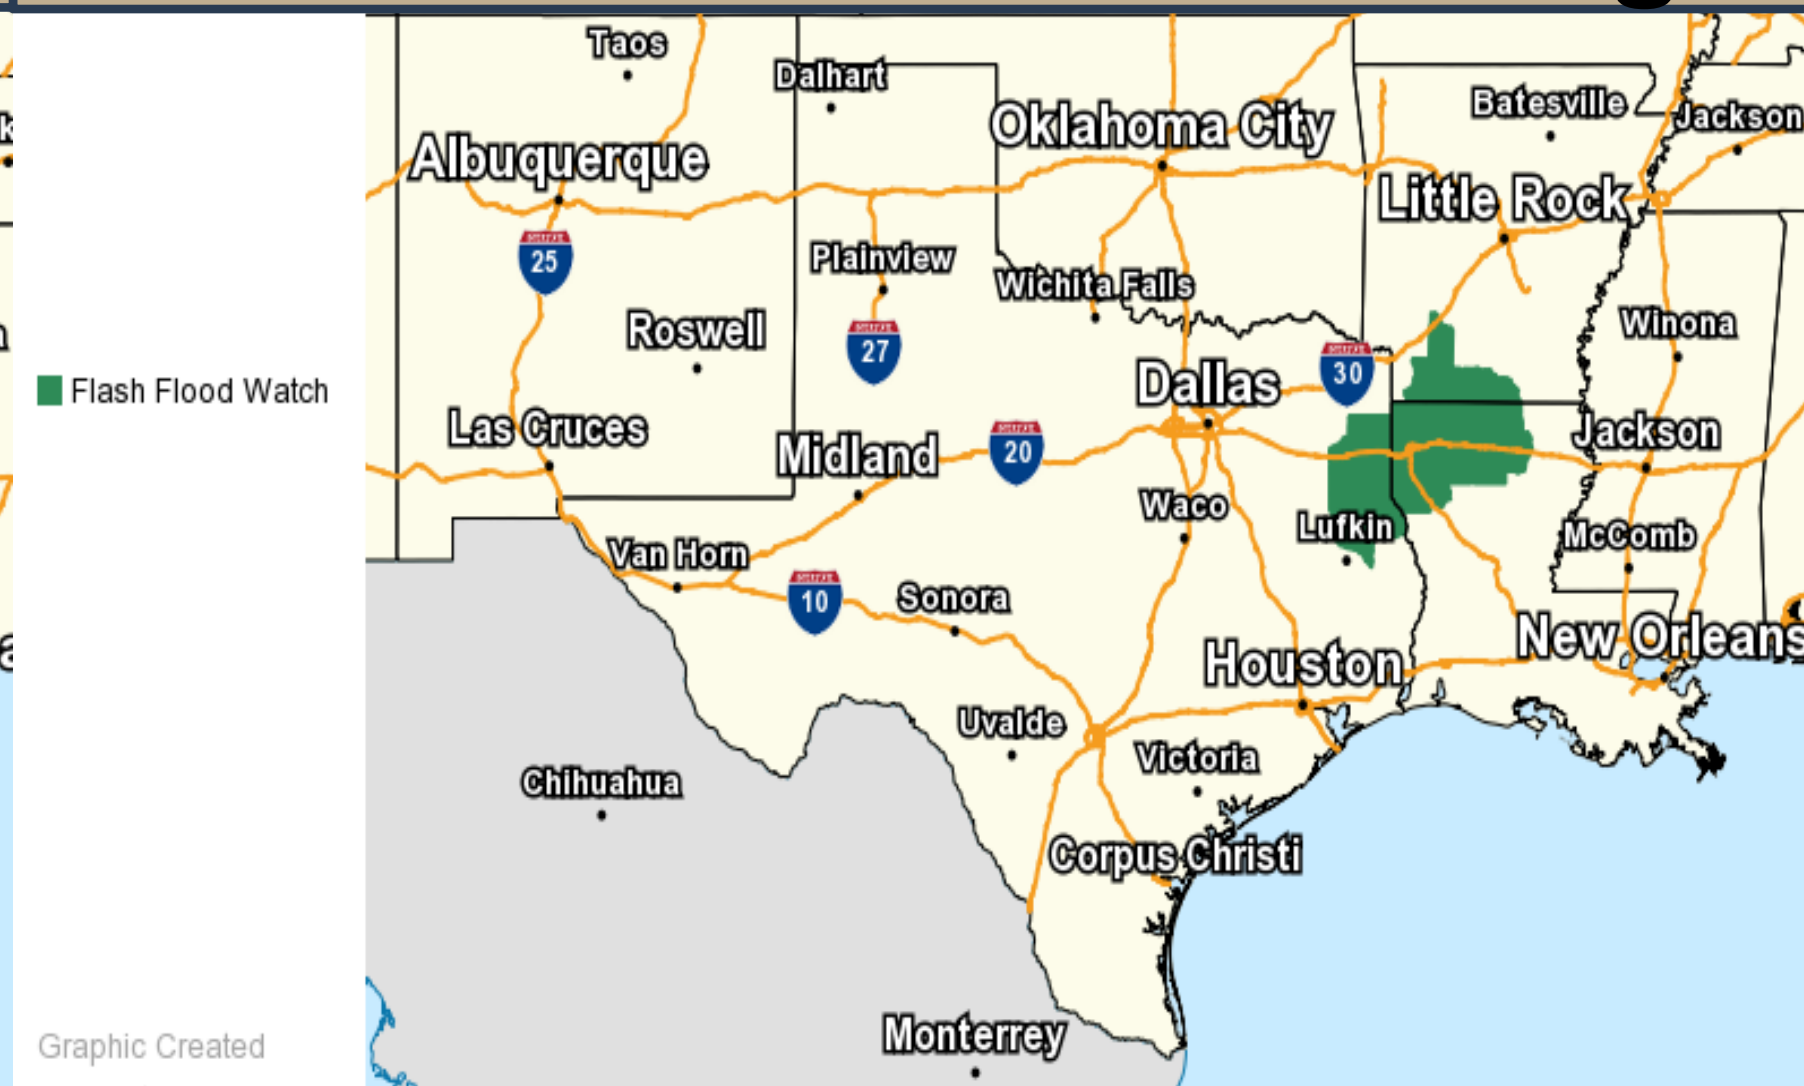 Taos
Dalhart
Batesville
Jackson
Oklahoma City
Albuquerque
Little Rock
25
Plainview
Wichita Falls
Roswell
27
Winona
30
Flash Flood Watch
Dallas
Las Cruces
Jackson
Midland
20
Waco
Lufkin
McComb
Van Horn
10
Sonora
New Orleans
Houston
Uvalde
Victoria
Chihuahua
Corpus Christi
Monterrey
Graphic Created